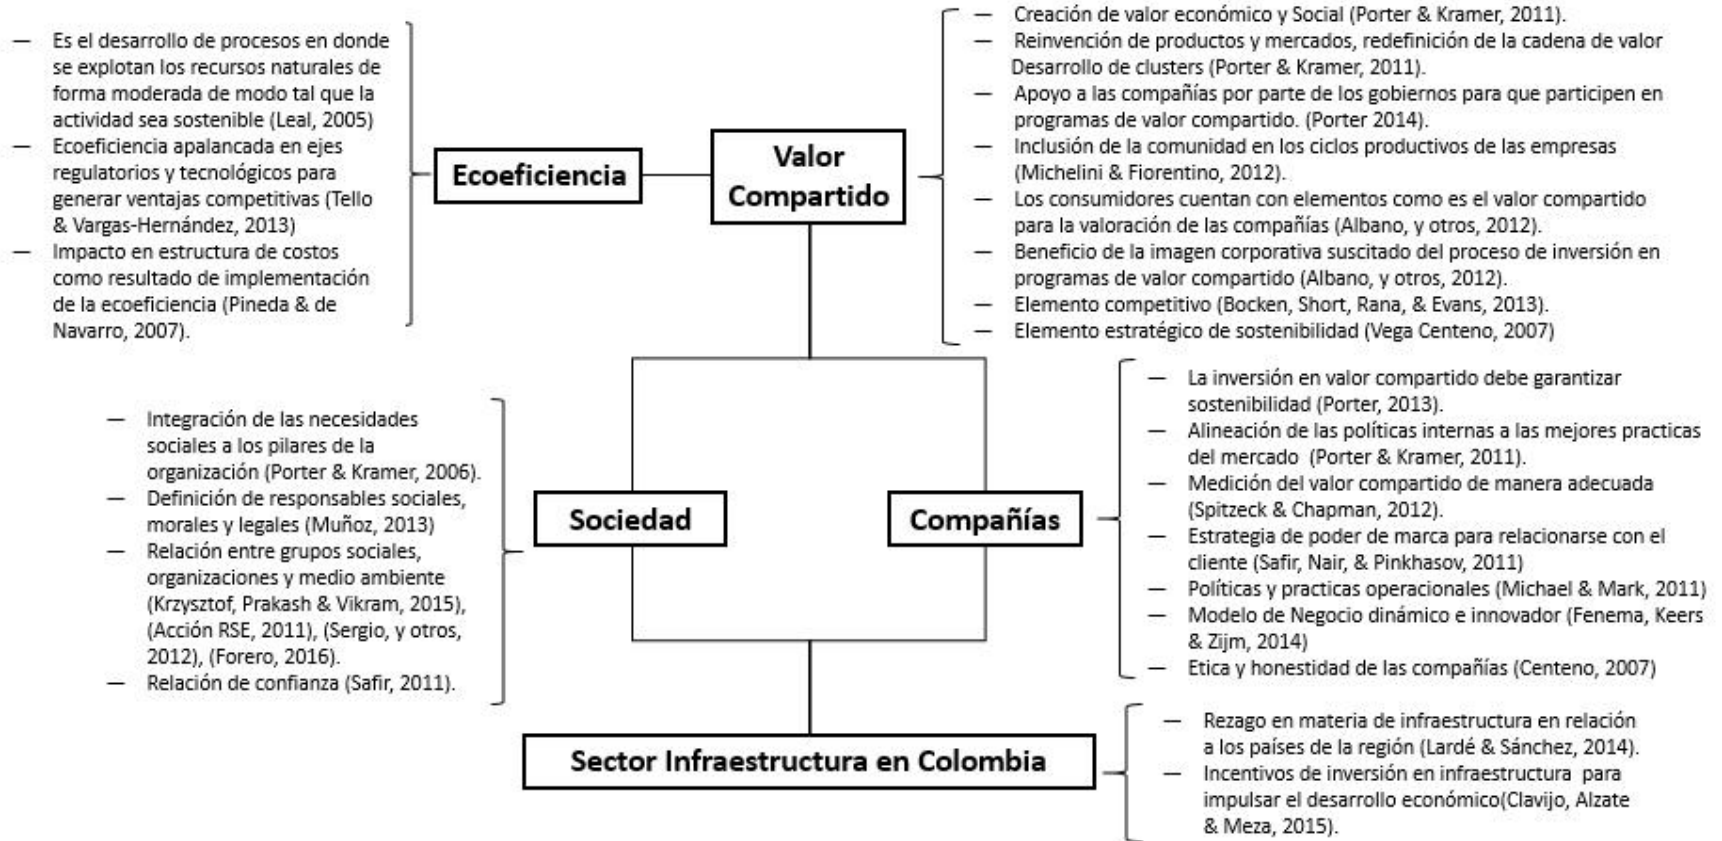 — Es el desarrollo de procesos en donde
se explotan los recursos naturales de
forma moderada de modo tal que la
actividad sea sostenible (Leal, 2005)
— Ecoeficiencia apalancada en ejes
regulatorios y tecnológicos para
generar ventajas competitivas (Tello
& Vargas-Hernández, 2013)
— Impacto en estructura de costos
como resultado de implementación
de la ecoeficiencia (Pineda & de
Navarro, 2007).
Ecoeficiencia
Valor
Compartido
— Creación de valor económico y Social (Porter & Kramer, 2011).
— Reinvención de productos y mercados, redefinición de la cadena de valor
Desarrollo de clusters (Porter & Kramer, 2011).
— Apoyo a las compañías por parte de los gobiernos para que participen en
programas de valor compartido. (Porter 2014).
— Inclusión de la comunidad en los ciclos productivos de las empresas
(Michelini & Fiorentino, 2012).
— Los consumidores cuentan con elementos como es el valor compartido
para la valoración de las compañías (Albano, y otros, 2012).
— Beneficio de la imagen corporativa suscitado del proceso de inversión en
programas de valor compartido (Albano, y otros, 2012).
— Elemento competitivo (Bocken, Short, Rana, & Evans, 2013).
— Elemento estratégico de sostenibilidad (Vega Centeno, 2007)
— Integración de las necesidades
sociales a los pilares de la
organización (Porter & Kramer, 2006).
— Definición de responsables sociales,
morales y legales (Muñoz, 2013)
— Relación entre grupos sociales,
organizaciones y medio ambiente
(Krzysztof, Prakash & Vikram, 2015),
(Acción RSE, 2011), (Sergio, y otros,
2012), (Forero, 2016).
— Relación de confianza (Safir, 2011).
Sociedad
Compañías
— La inversión en valor compartido debe garantizar
sostenibilidad (Porter, 2013).
— Alineación de las políticas internas a las mejores practicas
del mercado (Porter & Kramer, 2011).
— Medición del valor compartido de manera adecuada
(Spitzeck & Chapman, 2012).
— Estrategia de poder de marca para relacionarse con el
cliente (Safir, Nair, & Pinkhasov, 2011)
— Políticas y practicas operacionales (Michael & Mark, 2011)
— Modelo de Negocio dinámico e innovador (Fenema, Keers
& Zijm, 2014)
— Etica y honestidad de las compañías (Centeno, 2007)
Sector Infraestructura en Colombia
— Rezago en materia de infraestructura en relación
a los países de la región (Lardé & Sánchez, 2014).
— Incentivos de inversión en infraestructura para
impulsar el desarrollo económico(Clavijo, Alzate
& Meza, 2015).